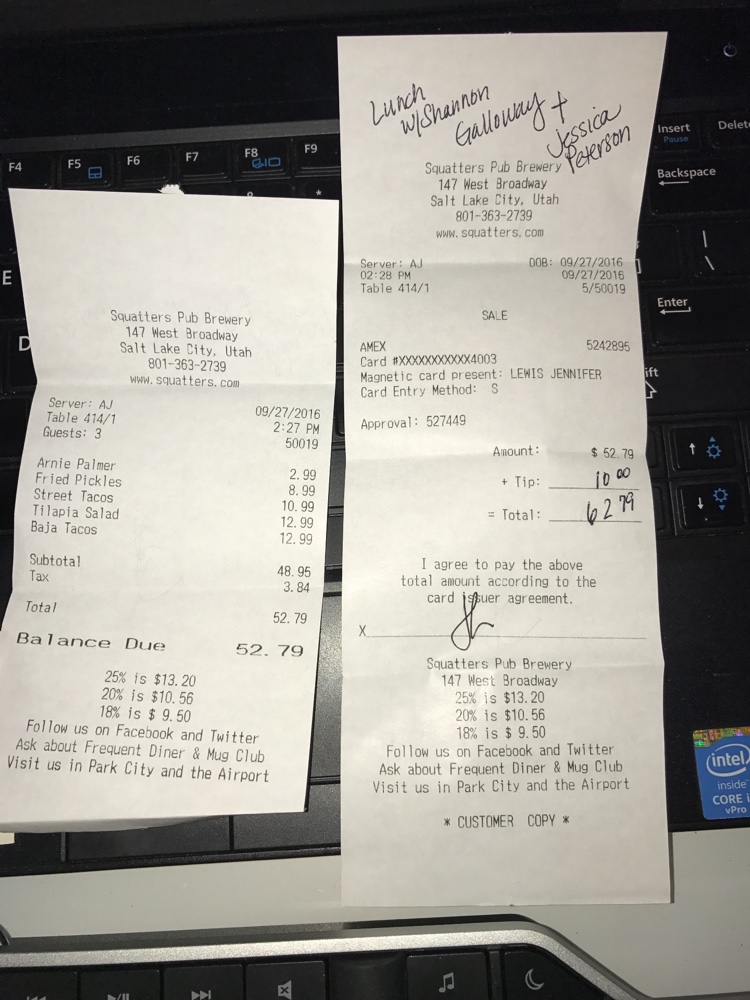 Squatters Pub Brewery
147 West Broadway
Salt Lake City, Utah
801-363-2739
www.squatters.com
Server: AJ 09/27/2016
Table 414/1 2:27 PM
Guests: 3 50019
Arnie Palmer 2.99
Fried Pickles 8.99
Street Tacos 10.99
Tilapia Salad 12.99
Baja Tacos 12.99
Subtotal 48.95
Tax 3.84
Total 52.79
Balance Due 52.79
25% is $13.20
20% is $10.56
18% is $ 9.50
Follow us on Facebook and Twitter
Ask about Frequent Diner & Mug Club
Visit us in Park City and the Airport
Lunch
w/Shannon
Galloway +
Jessica
Peterson
Squatters Pub Brewery
147 West Broadway
Salt Lake City, Utah
801-363-2739
www.squatters.com
Server: AJ DOB: 09/27/2016
02:28 PM 09/27/2016
Table 414/1 5/50019
SALE
AMEX 5242895
Card #XXXXXXXXXXX4003
Magnetic card present: LEWIS JENNIFER
Card Entry Method: S
Approval: 527449
Amount: $ 52.79
+ Tip: 10 00
= Total: 62 79
I agree to pay the above
total amount according to the
card issuer agreement.
X
Squatters Pub Brewery
147 West Broadway
25% is $13.20
20% is $10.56
18% is $ 9.50
Follow us on Facebook and Twitter
Ask about Frequent Diner & Mug Club
Visit us in Park City and the Airport
* CUSTOMER COPY *
F4
F5
F6
F7
F8
F9
E
D
Insert
Pause
Delet
Backspace
Enter
ift
intel
inside
CORE i
vPro